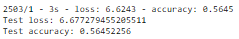 2503/1 - 3s - loss: 6.6243 - accuracy: 0.5645
Test loss: 6.677279455205511
Test accuracy: 0.56452256